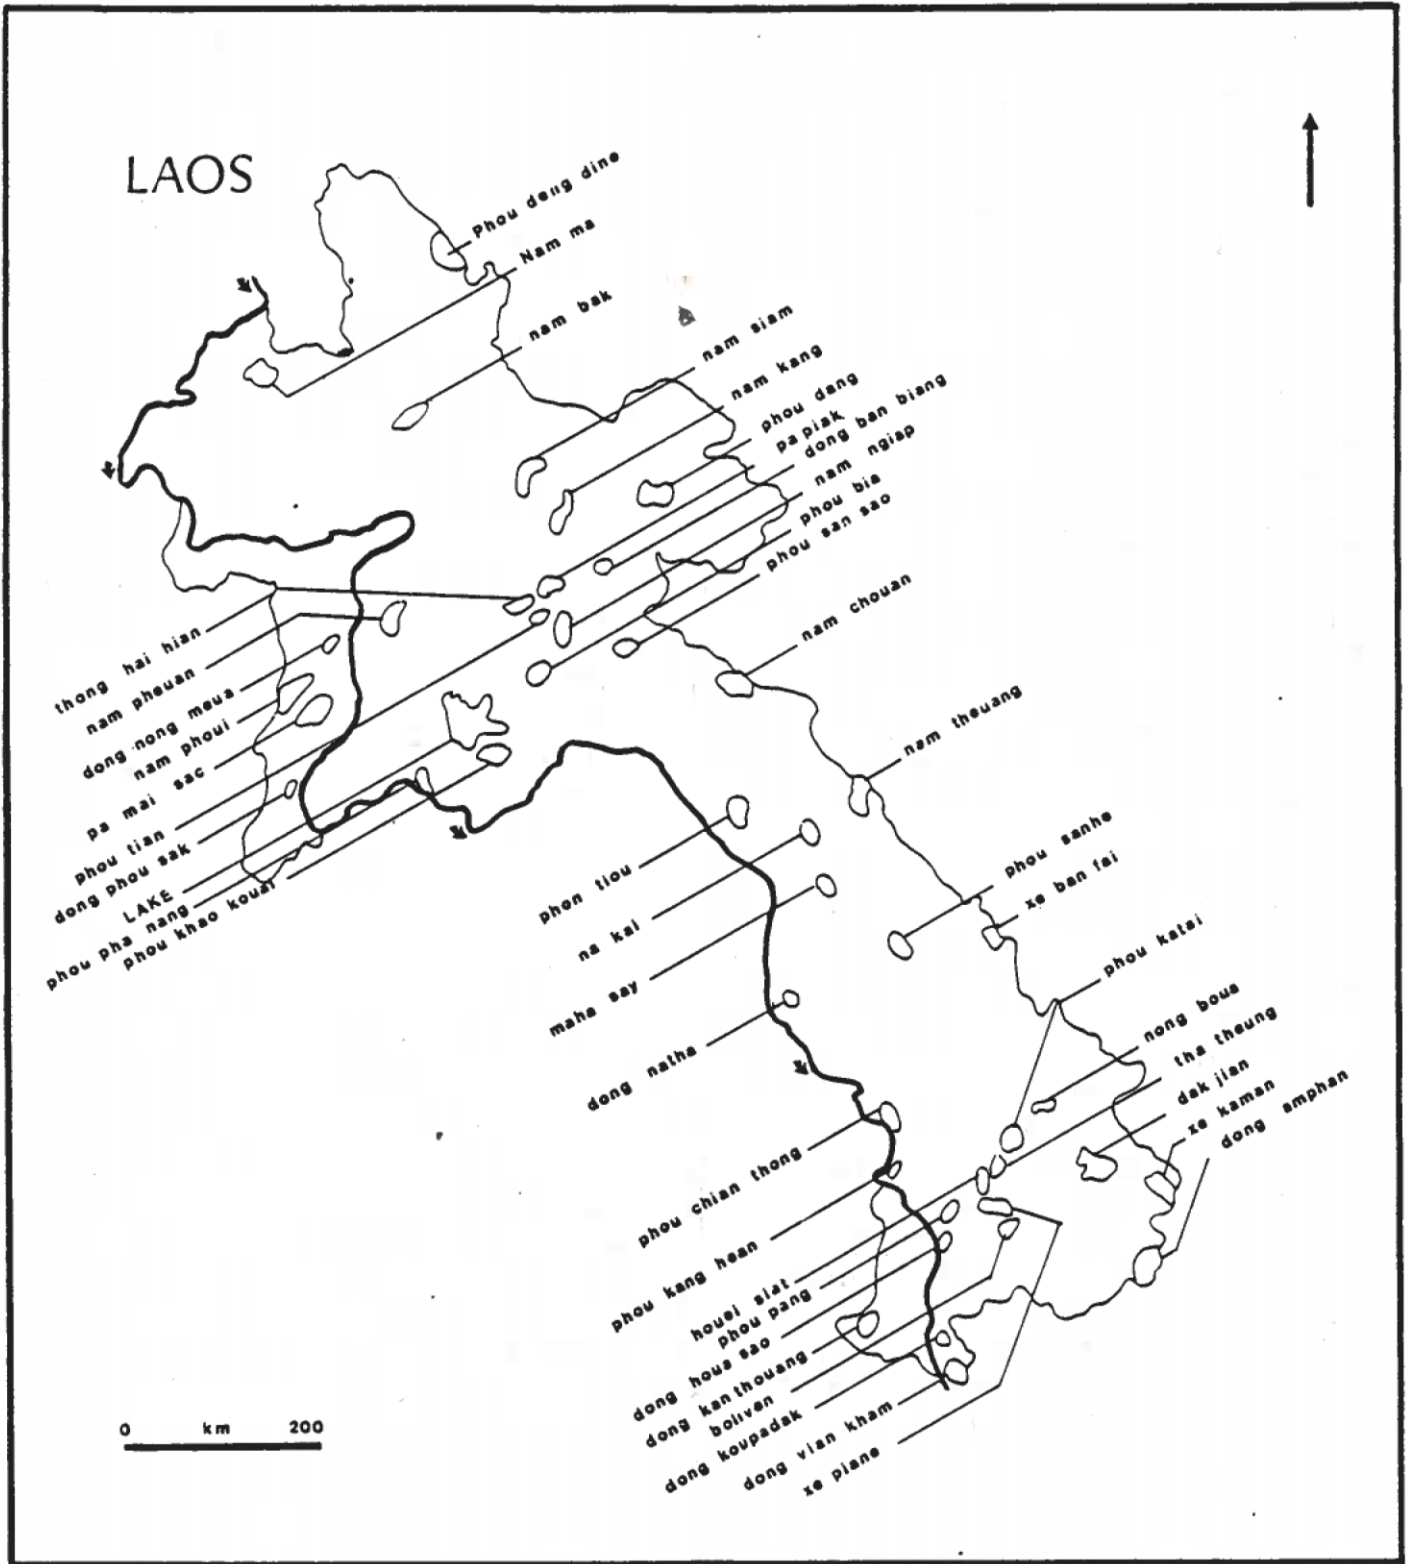 LAOS
Phou deng dine
Nam ma
nam bak
nam siam
nam kang
phou dang
pa piak
dong ban biang
nam ngiap
phou bia
phou san sao
nam chouan
nam theuang
thong hai hian
nam pheuan
dong nong meua
nam phoui
pa mai sac
phou tian
dong phou sak
LAKE
phou pha nang
phou khao kouai
phon tiou
na kai
maha say
dong natha
phou sanhe
xe ban fai
phou katai
nong boua
tha theung
dak jian
xe kaman
dong amphan
phou chian thong
phou kang hean
houei siat
phou pang
dong houa sao
dong kanthouang
boliven
dong koupadak
dong vian kham
xe piane
0 km 200